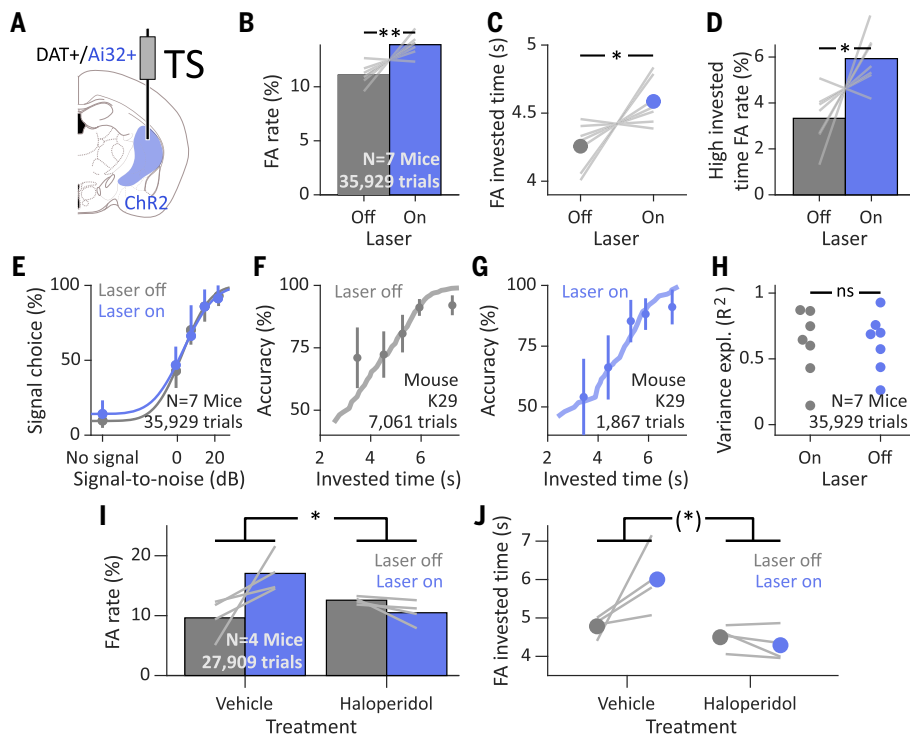 A
DAT+/Ai32+
TS
ChR2
B
**
FA rate (%)
10
5
0
N=7 Mice
35,929 trials
Off On
Laser
C
*
FA invested time (s)
5
4.5
4
Off On
Laser
D
*
High invested
time FA rate (%)
6
4
2
0
Off On
Laser
E
Signal choice (%)
100
50
0
Laser off
Laser on
N=7 Mice
35,929 trials
No signal 0 20
Signal-to-noise (dB)
F
Accuracy (%)
100
75
50
Laser off
Mouse
K29
7,061 trials
2 4 6
Invested time (s)
G
Accuracy (%)
100
75
50
Laser on
Mouse
K29
1,867 trials
2 4 6
Invested time (s)
H
ns
Variance expl. (R2)
1
0
N=7 Mice
35,929 trials
On Off
Laser
I
*
FA rate (%)
20
10
0
Laser off
Laser on
N=4 Mice
27,909 trials
Vehicle Haloperidol
Treatment
J
(*)
FA invested time (s)
7
6
5
4
Laser off
Laser on
Vehicle Haloperidol
Treatment